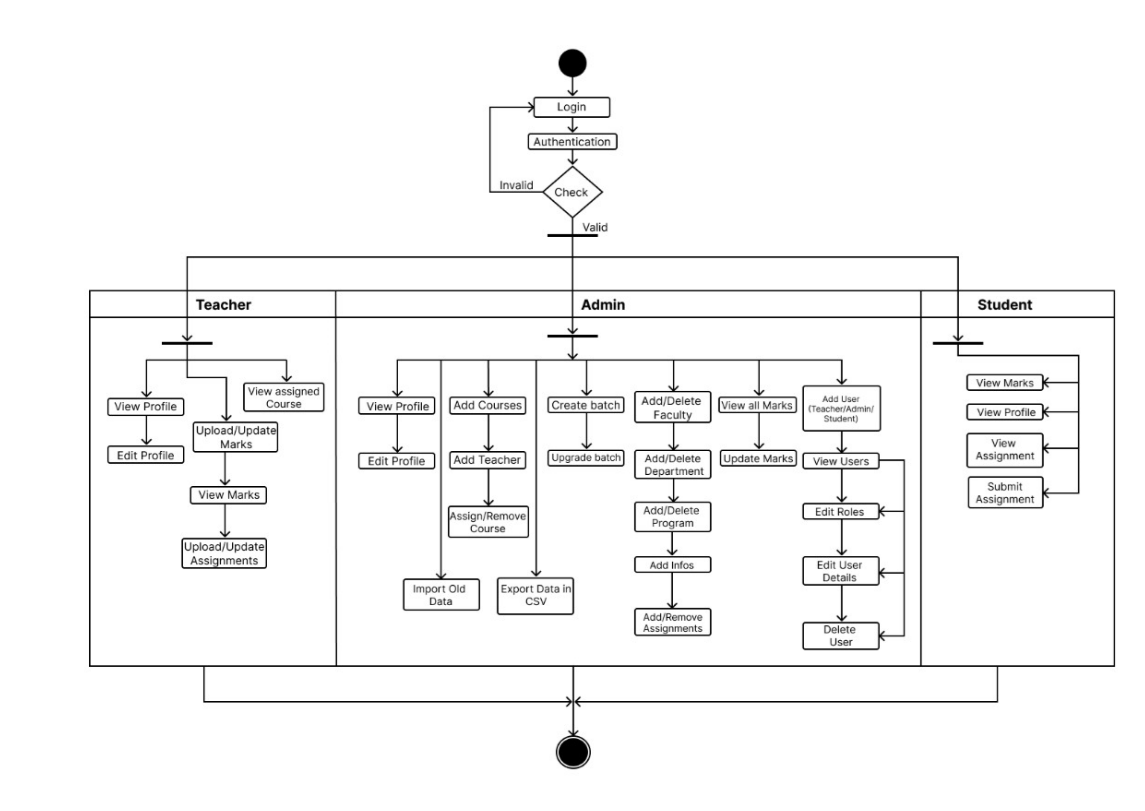 Login
Authentication
Invalid
Check
Valid
Teacher
Admin
Student
View Profile
Edit Profile
Upload/Update
Marks
View Marks
Upload/Update
Assignments
View assigned
Course
View Profile
Edit Profile
Import Old
Data
Add Courses
Add Teacher
Assign/Remove
Course
Export Data in
CSV
Create batch
Upgrade batch
Add/Delete
Faculty
Add/Delete
Department
Add/Delete
Program
Add Infos
Add/Remove
Assignments
View all Marks
Update Marks
Add User
(Teacher/Admin/
Student)
View Users
Edit Roles
Edit User
Details
Delete
User
View Marks
View Profile
View
Assignment
Submit
Assignment